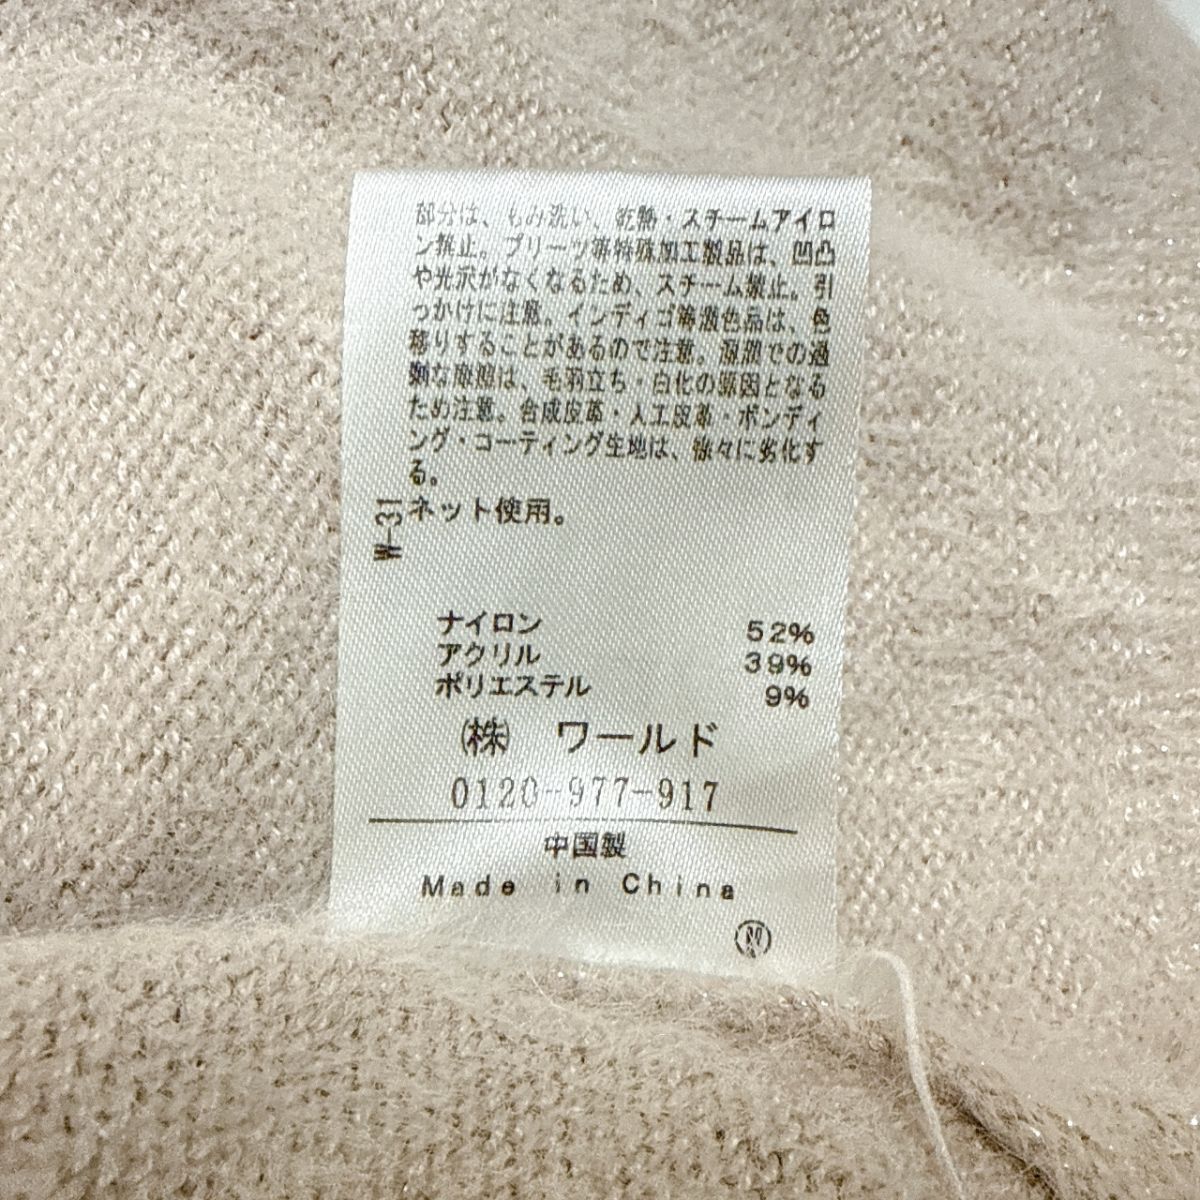 部分は、もみ洗い、乾熱・スチームアイロ
ン禁止。プリーツ等特殊加工製品は、凹凸
や光沢がなくなるため、スチーム禁止。引
っかけに注意。インディゴ等濃色品は、色
移りすることがあるので注意。湿潤での過
剰な摩擦は、毛羽立ち・白化の原因となる
ため注意。合成皮革・人工皮革・ボンディ
ング・コーティング生地は、徐々に劣化す
る。
ネット使用。
W-31
ナイロン 52%
アクリル 39%
ポリエステル 9%
㈱ ワールド
0120-977-917
中国製
Made in China